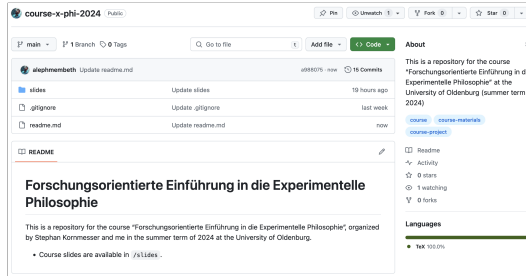 course-x-phi-2024 Public
Pin Unwatch 1 Fork 0 Star 0
main 1 Branch 0 Tags Go to file t Add file Code
alephmembeth Update readme.md a988075 · now 15 Commits
slides Update slides 19 hours ago
.gitignore Update .gitignore last week
readme.md Update readme.md now
README
Forschungsorientierte Einführung in die Experimentelle
Philosophie
This is a repository for the course “Forschungsorientierte Einführung in die Experimentelle Philosophie”, organized
by Stephan Kornmesser and me in the summer term of 2024 at the University of Oldenburg.
• Course slides are available in /slides .
About
This is a repository for the course
"Forschungsorientierte Einführung in d
Experimentelle Philosophie" at the
University of Oldenburg (summer term
2024)
course course-materials
course-project
Readme
Activity
0 stars
1 watching
0 forks
Languages
TeX 100.0%